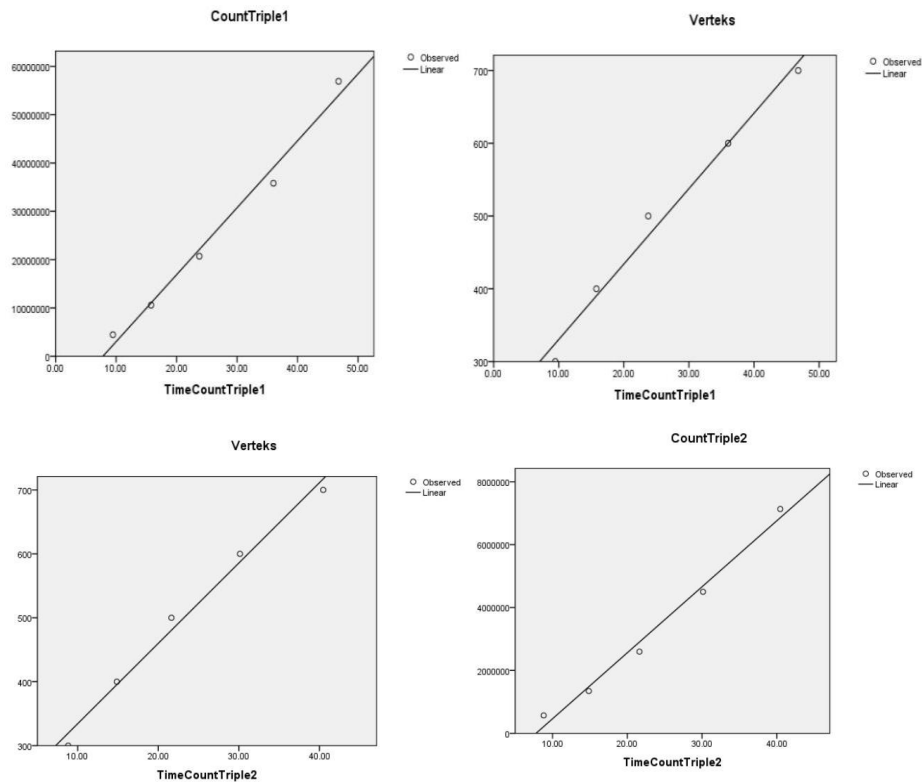 CountTriple1
Observed
Linear
60000000
50000000
40000000
30000000
20000000
10000000
0
0.00 10.00 20.00 30.00 40.00 50.00
TimeCountTriple1
Verteks
Observed
Linear
700
600
500
400
300
0.00 10.00 20.00 30.00 40.00 50.00
TimeCountTriple1
Verteks
Observed
Linear
700
600
500
400
300
10.00 20.00 30.00 40.00
TimeCountTriple2
CountTriple2
Observed
Linear
8000000
6000000
4000000
2000000
0
10.00 20.00 30.00 40.00
TimeCountTriple2